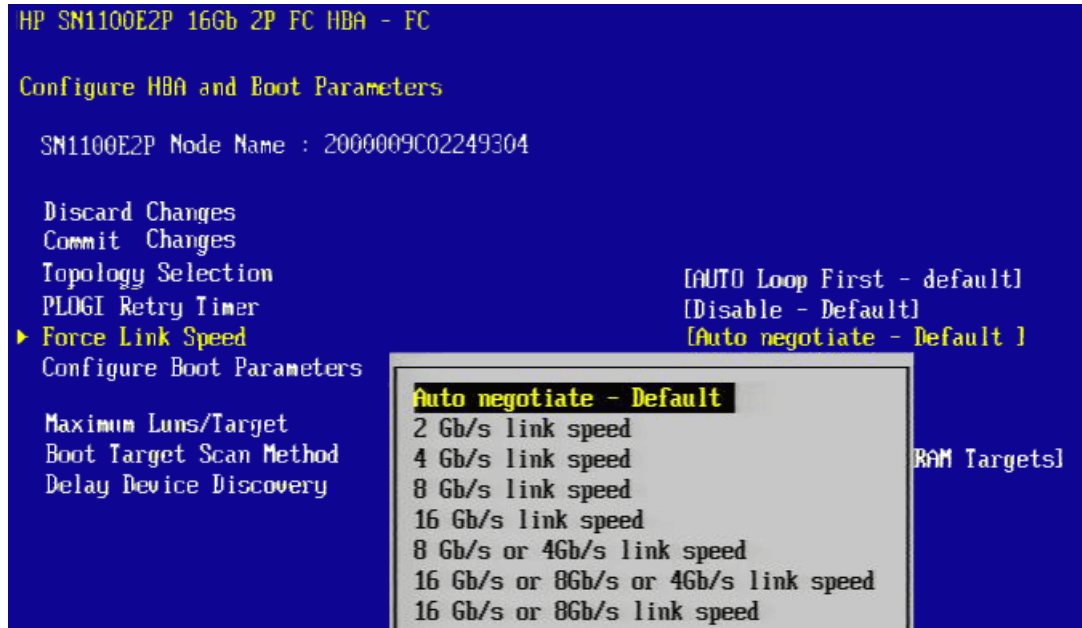 HP SN1100E2P 16Gb 2P FC HBA - FC
Configure HBA and Boot Parameters
SN1100E2P Node Name : 2000009C02249304
Discard Changes
Commit Changes
Topology Selection [AUTO Loop First - default]
PLOGI Retry Timer [Disable - Default]
Force Link Speed [Auto negotiate - Default ]
Configure Boot Parameters
Auto negotiate - Default
Maximum Luns/Target
2 Gb/s link speed
Boot Target Scan Method
4 Gb/s link speed
RAM Targets]
Delay Device Discovery
8 Gb/s link speed
16 Gb/s link speed
8 Gb/s or 4Gb/s link speed
16 Gb/s or 8Gb/s or 4Gb/s link speed
16 Gb/s or 8Gb/s link speed